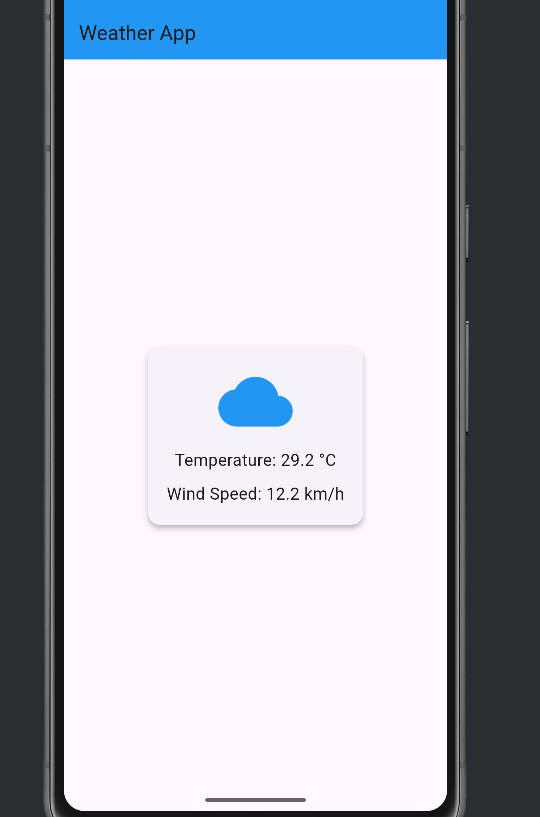 Weather App
Temperature: 29.2 °C
Wind Speed: 12.2 km/h